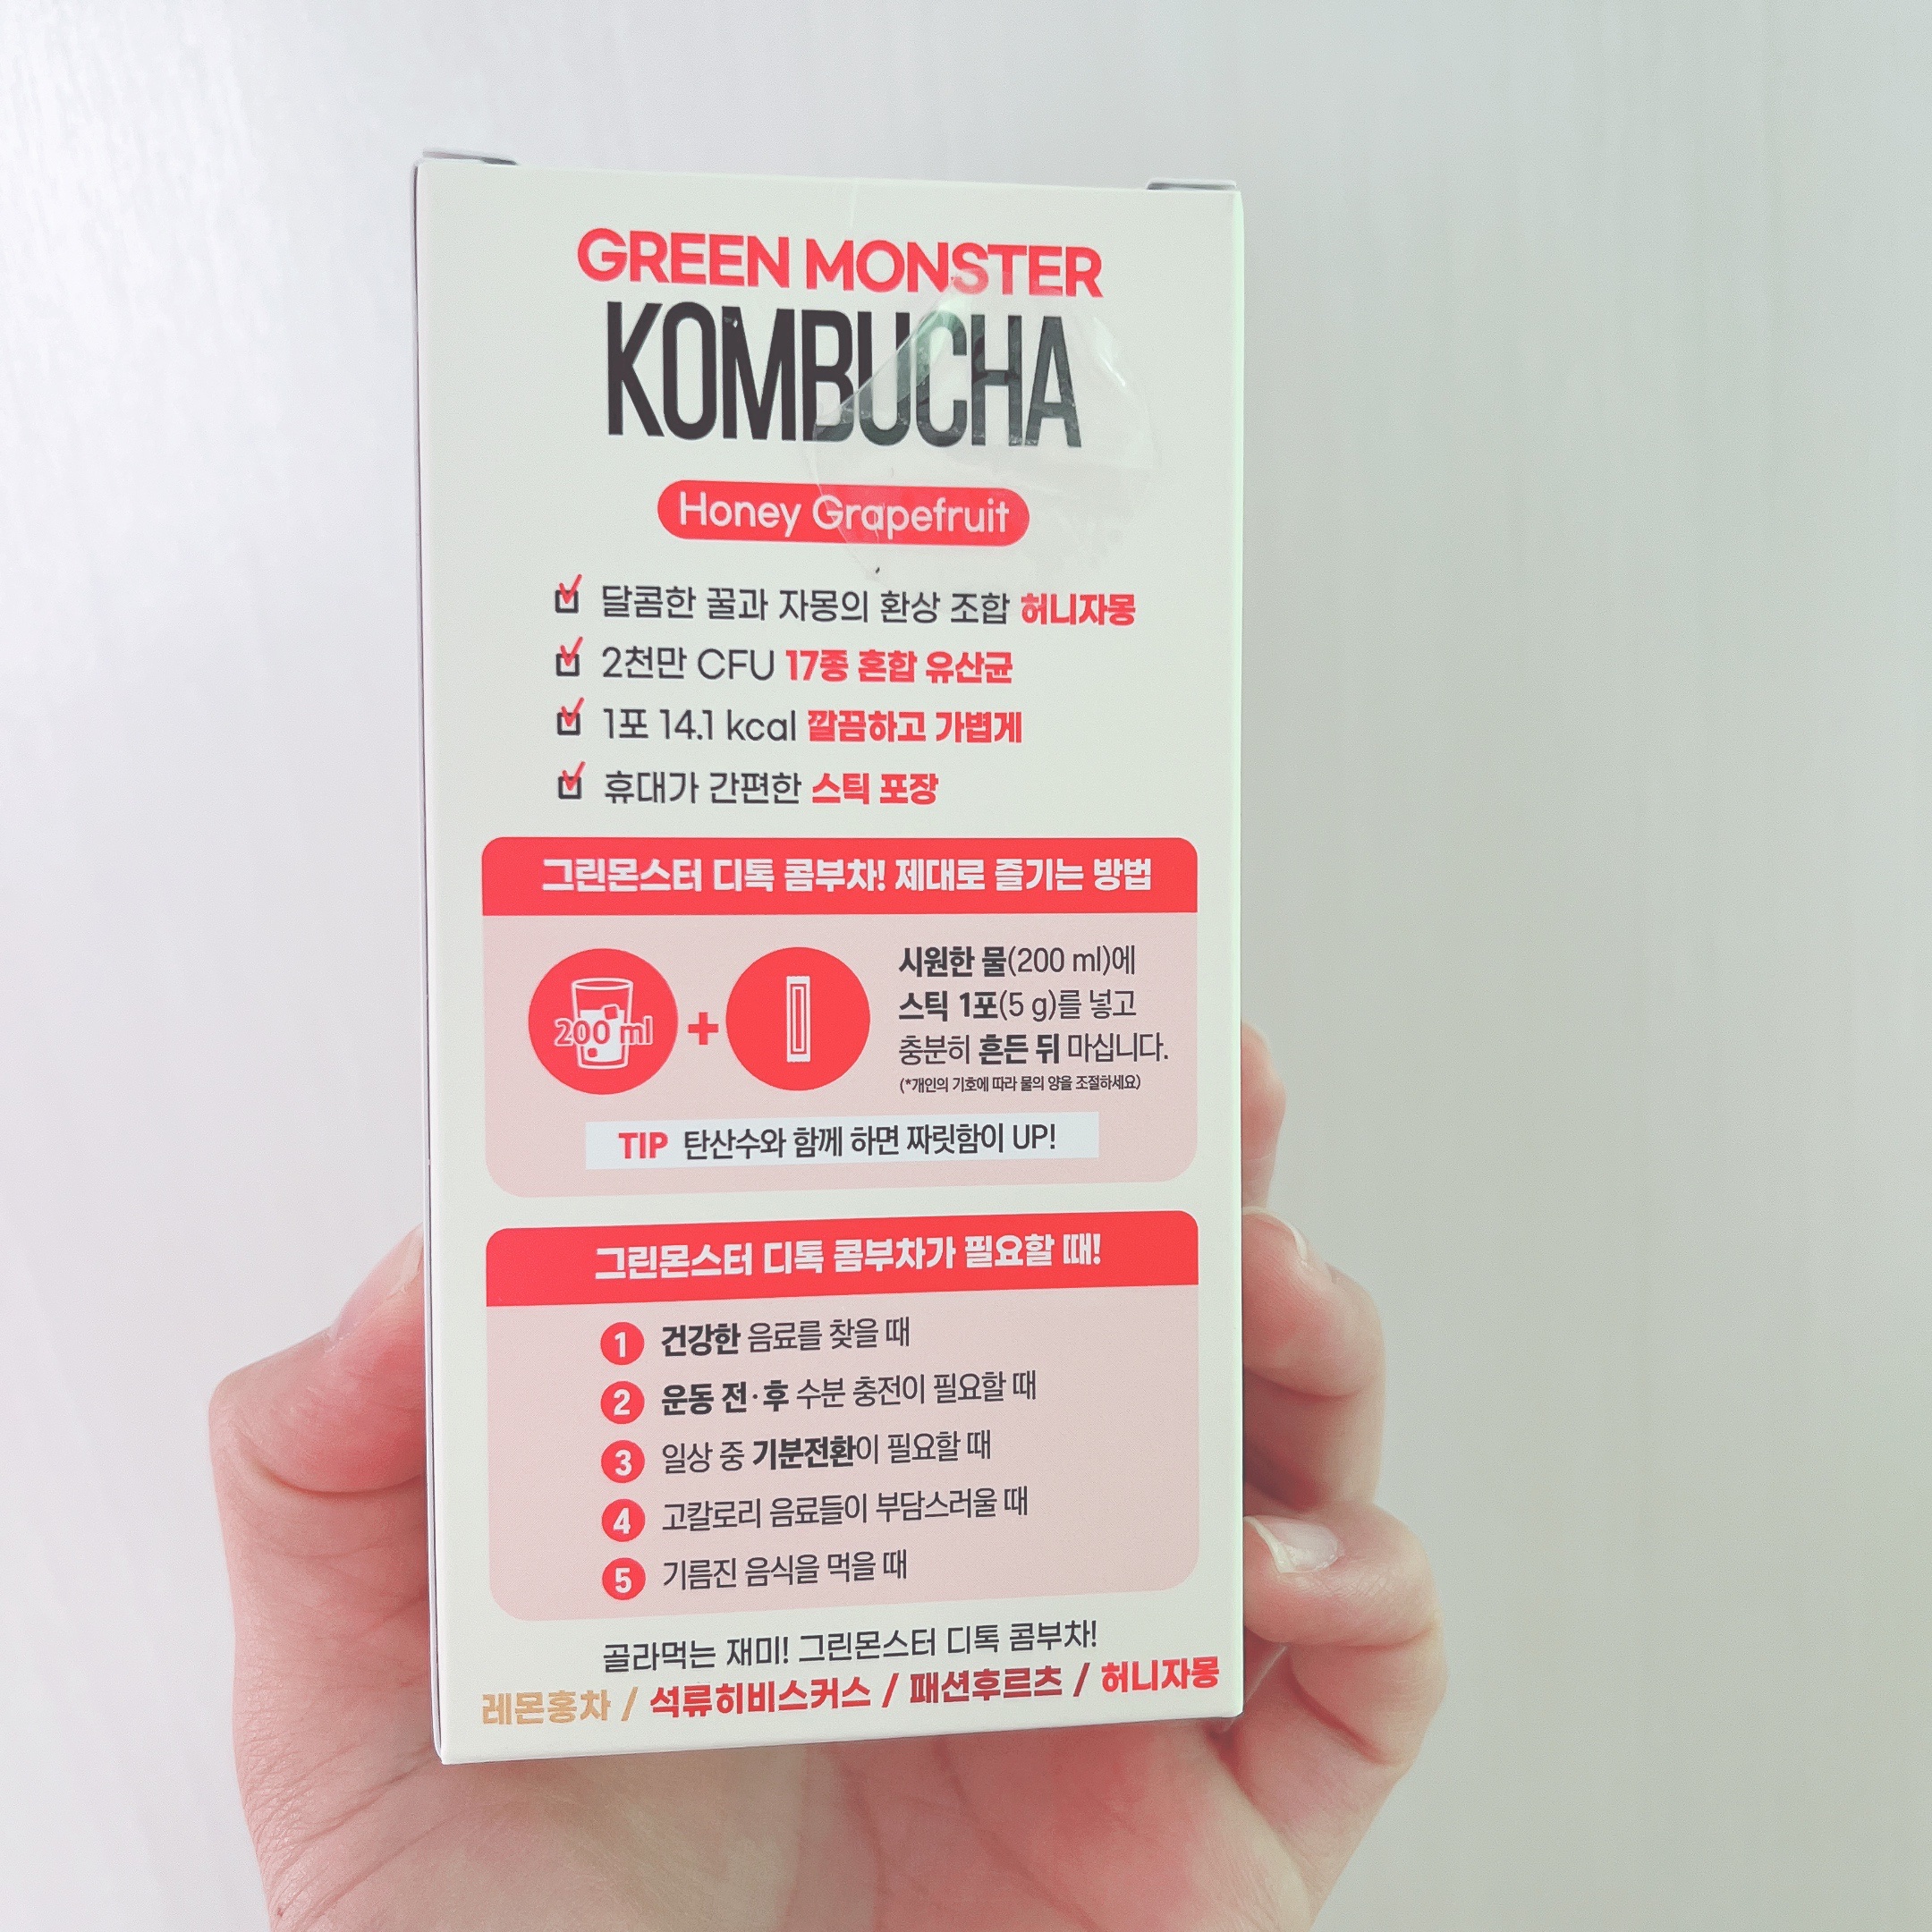 GREEN MONSTER
KOMBUCHA
Honey Grapefruit
달콤한 꿀과 자몽의 환상 조합 허니자몽
2천만 CFU 17종 혼합 유산균
1포 14.1 kcal 깔끔하고 가볍게
휴대가 간편한 스틱 포장
그린몬스터 디톡 콤부차! 제대로 즐기는 방법
200 ml
+
시원한 물(200 ml)에
스틱 1포(5 g)를 넣고
충분히 흔든 뒤 마십니다.
(*개인의 기호에 따라 물의 양을 조절하세요)
TIP 탄산수와 함께 하면 짜릿함이 UP!
그린몬스터 디톡 콤부차가 필요할 때!
1 건강한 음료를 찾을 때
2 운동 전·후 수분 충전이 필요할 때
3 일상 중 기분전환이 필요할 때
4 고칼로리 음료들이 부담스러울 때
5 기름진 음식을 먹을 때
골라먹는 재미! 그린몬스터 디톡 콤부차!
레몬홍차 / 석류히비스커스 / 패션후르츠 / 허니자몽